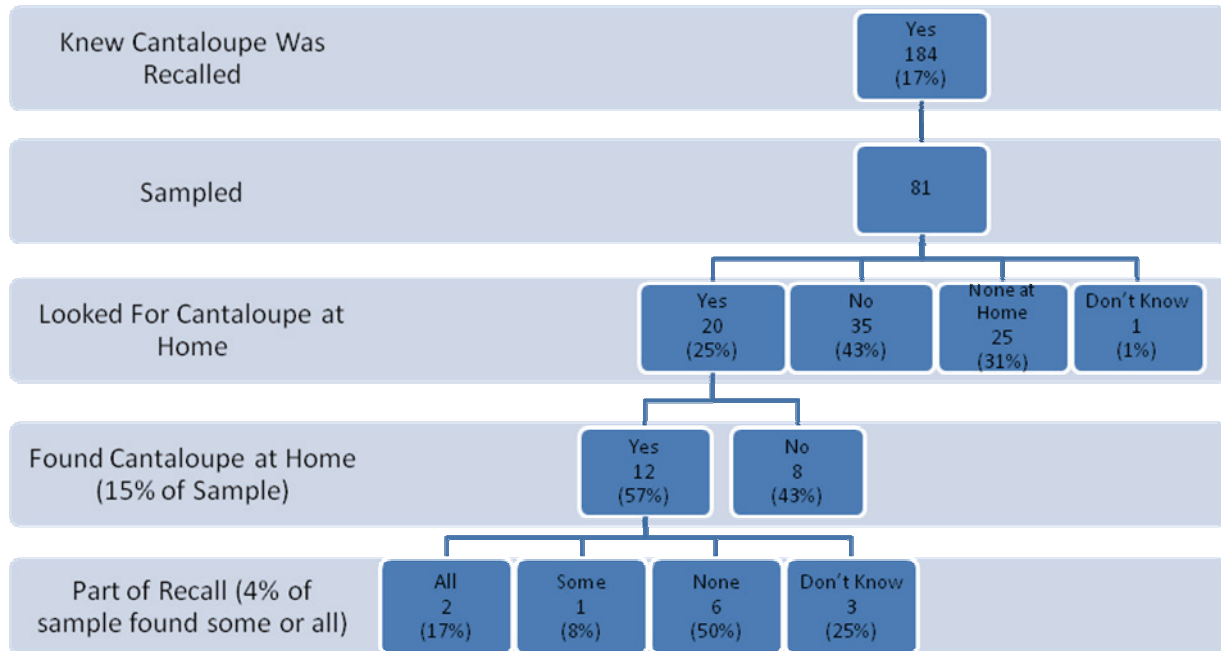 Knew Cantaloupe Was
Recalled
Yes
184
(17%)
Sampled
81
Looked For Cantaloupe at
Home
Yes
20
(25%)
No
35
(43%)
None at
Home
25
(31%)
Don't Know
1
(1%)
Found Cantaloupe at Home
(15% of Sample)
Yes
12
(57%)
No
8
(43%)
Part of Recall (4% of
sample found some or all)
All
2
(17%)
Some
1
(8%)
None
6
(50%)
Don't Know
3
(25%)